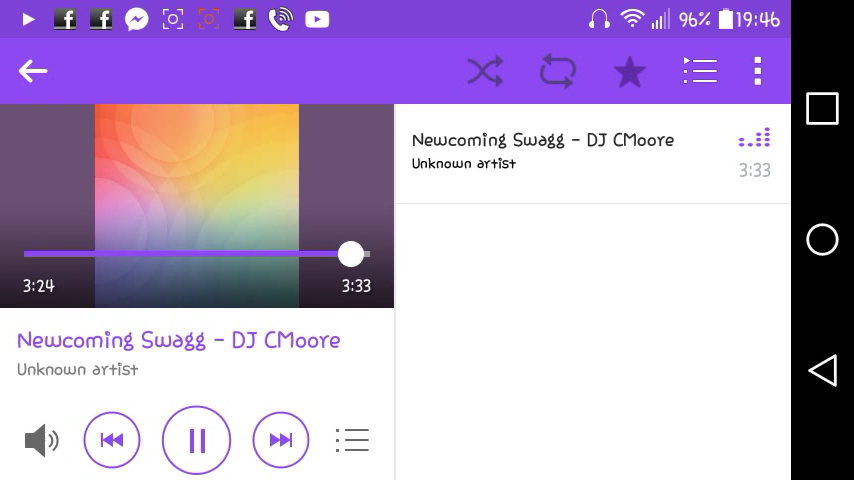 96% 19:46
3:24
3:33
Newcoming Swagg - DJ CMoore
Unknown artist
Newcoming Swagg - DJ CMoore
Unknown artist
3:33